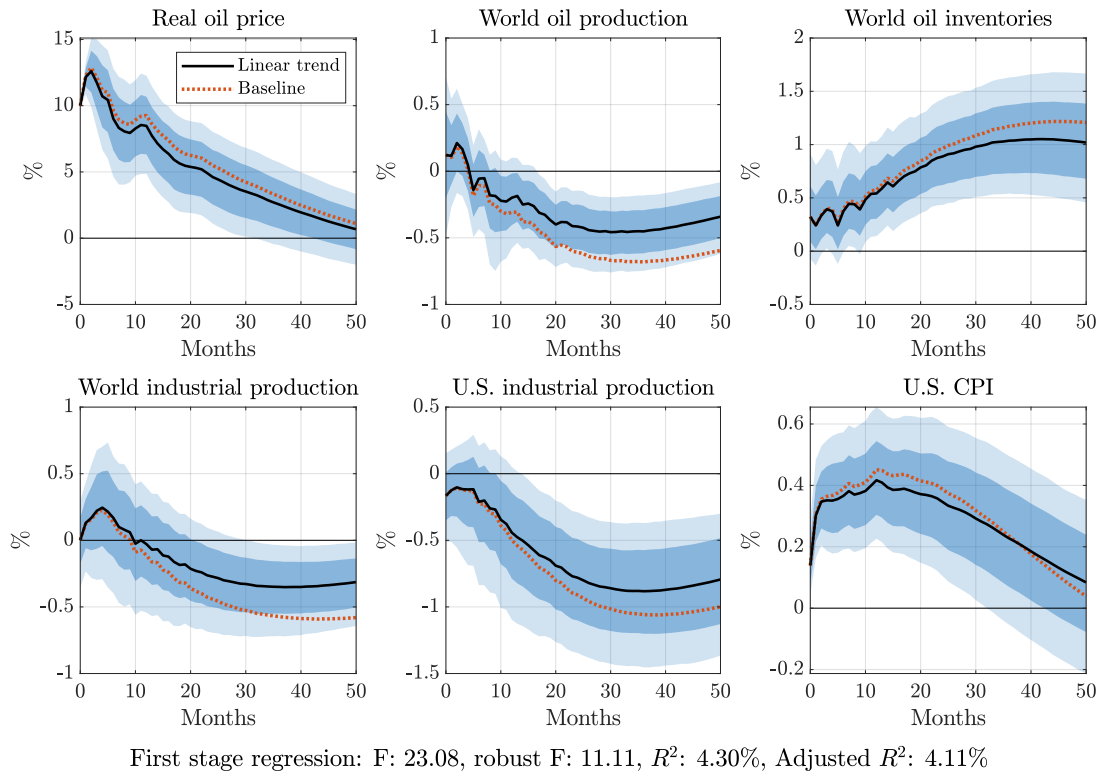 Real oil price
World oil production
World oil inventories
15
10
5
0
-5
%
0 10 20 30 40 50
Months
Linear trend
Baseline
1
0.5
0
-0.5
-1
%
0 10 20 30 40 50
Months
2
1.5
1
0.5
0
-0.5
%
0 10 20 30 40 50
Months
World industrial production
U.S. industrial production
U.S. CPI
1
0.5
0
-0.5
-1
%
0 10 20 30 40 50
Months
0.5
0
-0.5
-1
-1.5
%
0 10 20 30 40 50
Months
0.6
0.4
0.2
0
-0.2
%
0 10 20 30 40 50
Months
First stage regression: F: 23.08, robust F: 11.11, R²: 4.30%, Adjusted R²: 4.11%